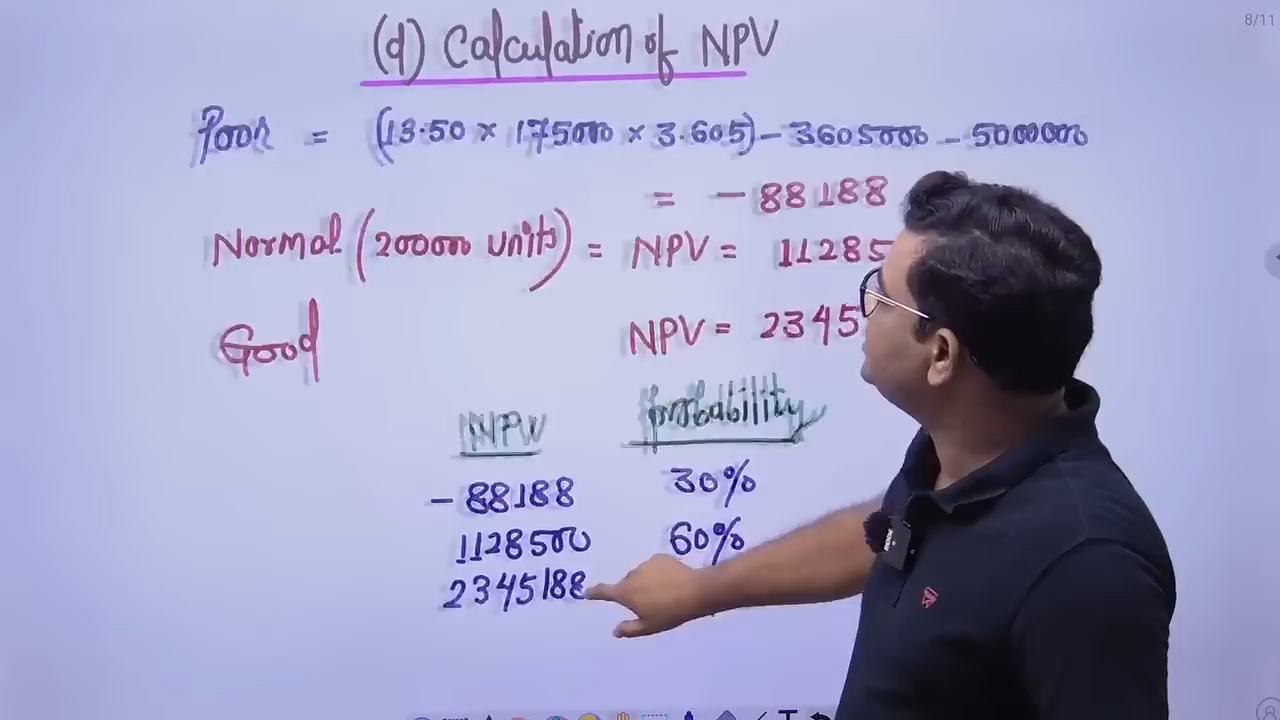 8/11
(d) Calculation of NPV
Poor = (13.50 × 175000 × 3.605) - 3605000 - 5000000
= - 88188
Normal (200000 units) = NPV = 11285
Good NPV = 2345
NPV probability
- 88188 30%
1128500 60%
2345188